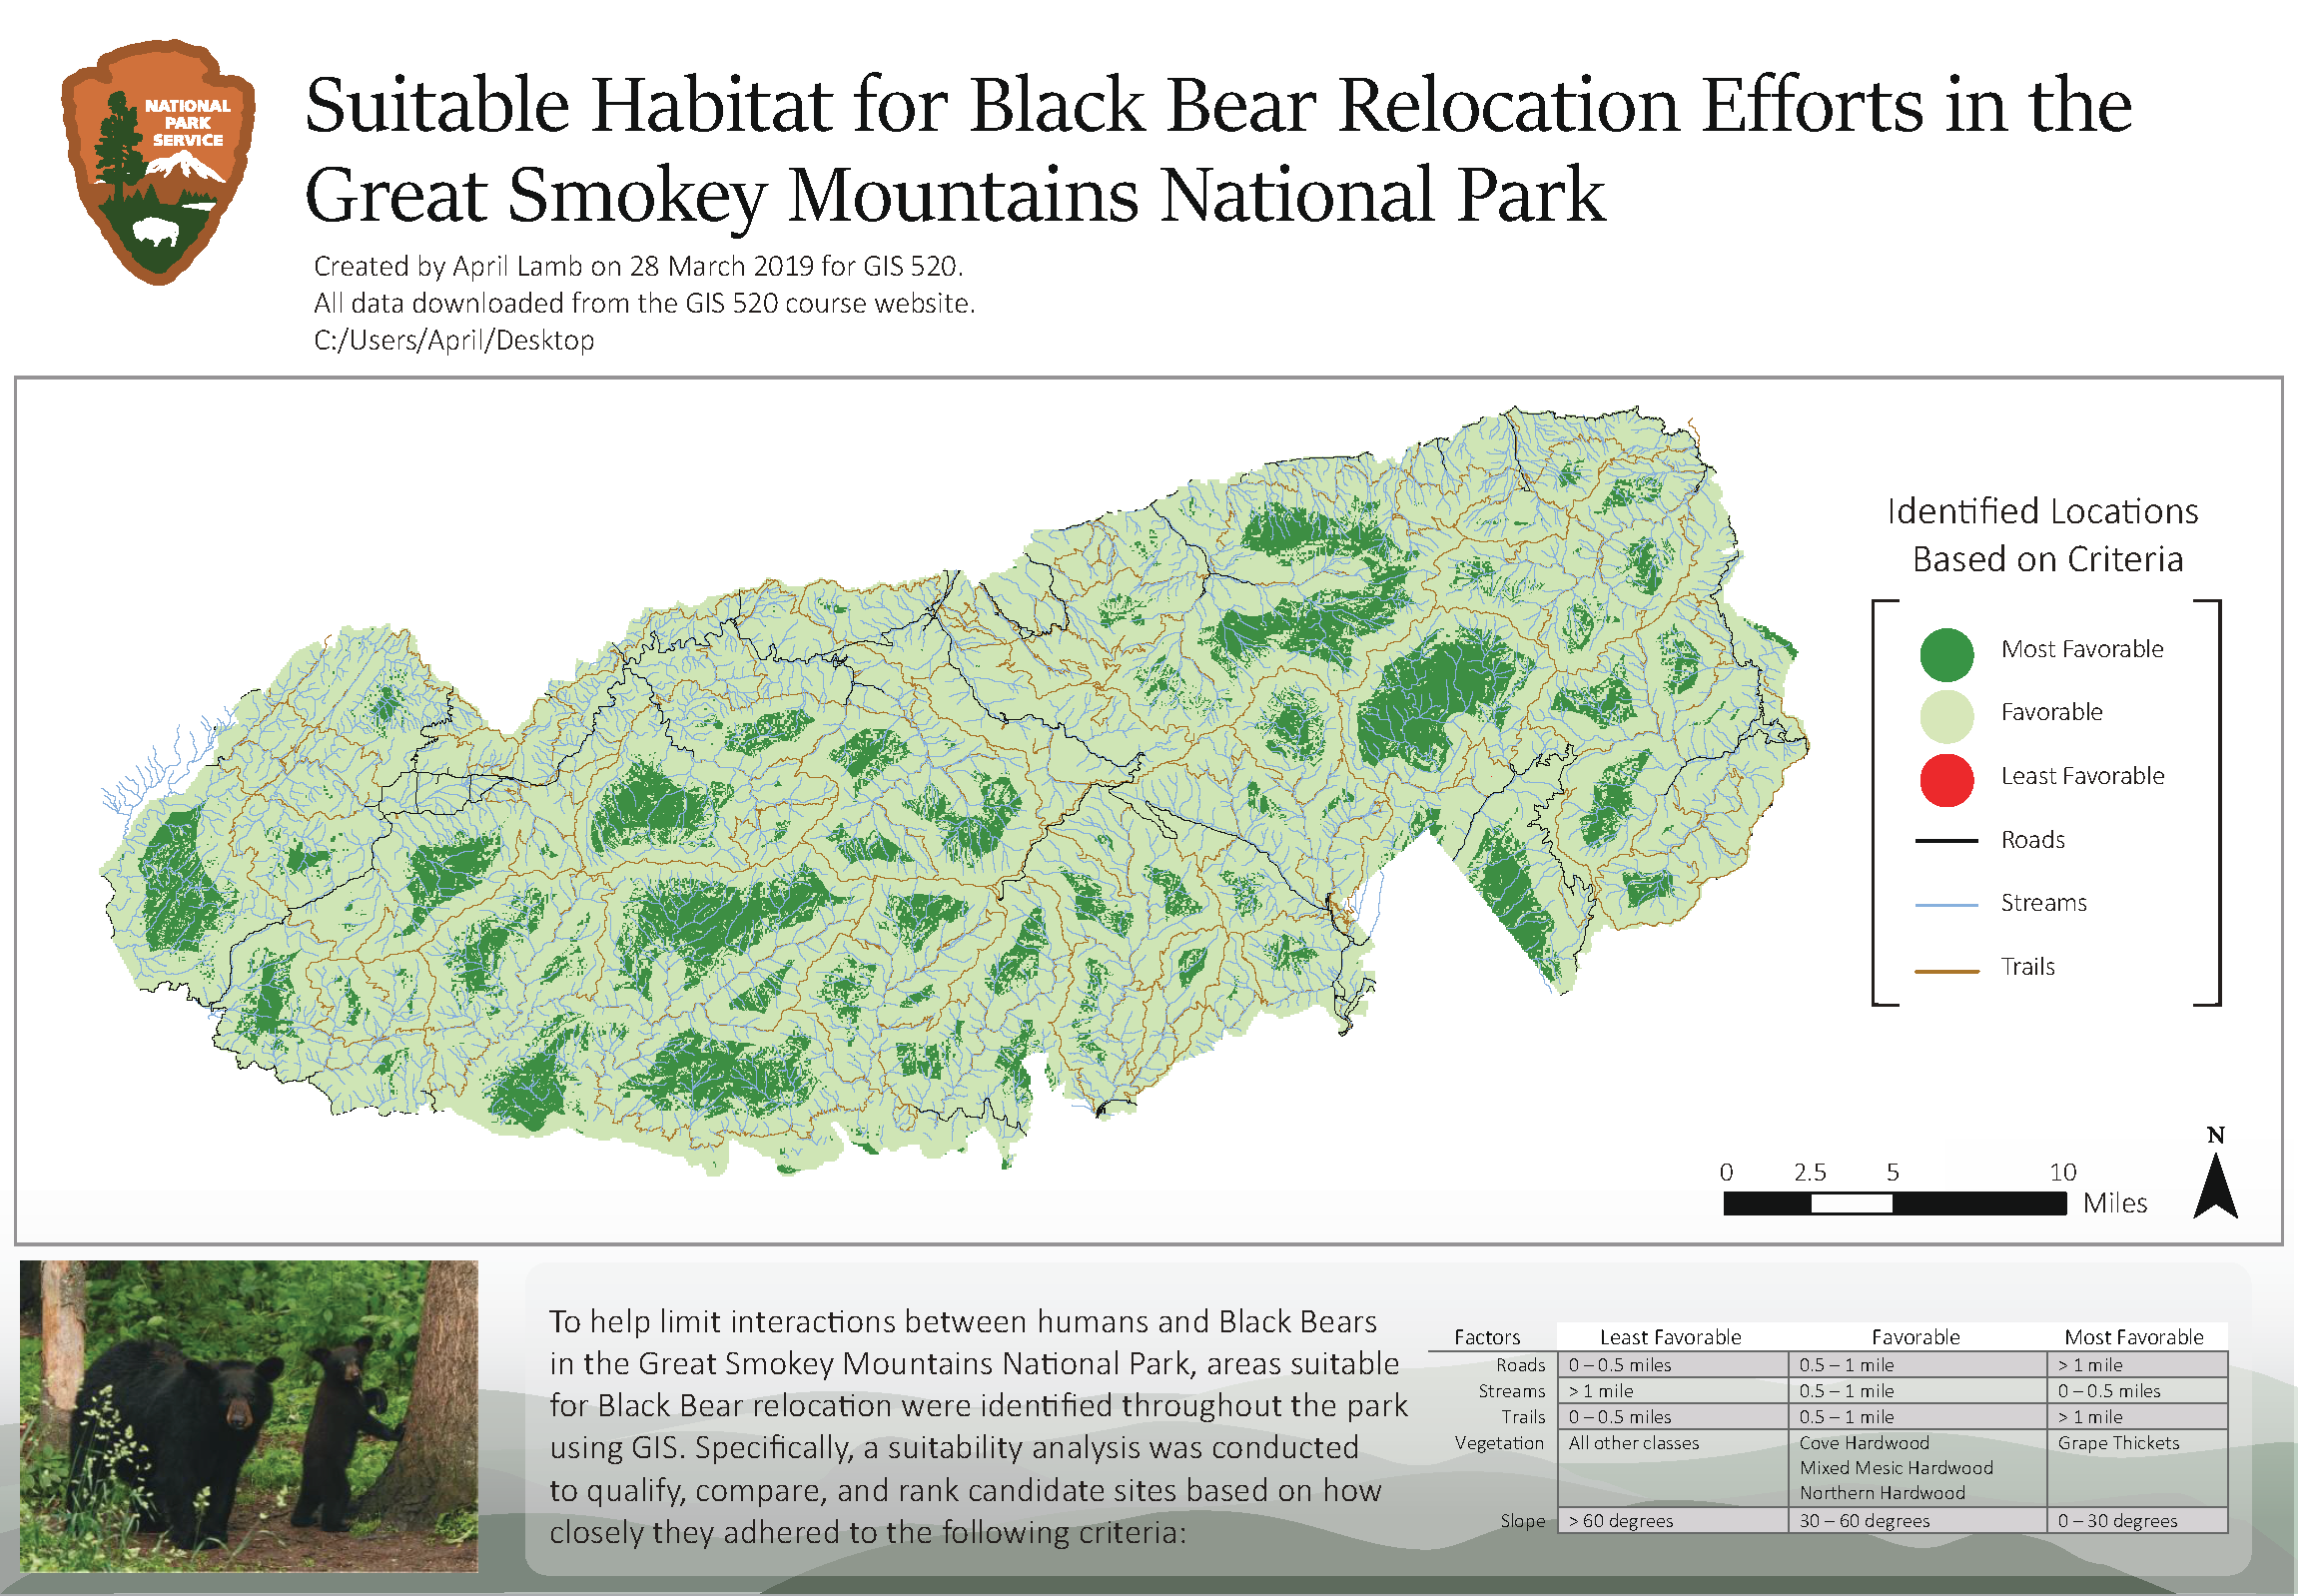 NATIONAL
PARK
SERVICE
Suitable Habitat for Black Bear Relocation Efforts in the
Great Smokey Mountains National Park
Created by April Lamb on 28 March 2019 for GIS 520.
All data downloaded from the GIS 520 course website.
C:/Users/April/Desktop
Identified Locations
Based on Criteria
Most Favorable
Favorable
Least Favorable
Roads
Streams
Trails
N
0 2.5 5 10
Miles
To help limit interactions between humans and Black Bears
in the Great Smokey Mountains National Park, areas suitable
for Black Bear relocation were identified throughout the park
using GIS. Specifically, a suitability analysis was conducted
to qualify, compare, and rank candidate sites based on how
closely they adhered to the following criteria:
Factors Least Favorable Favorable Most Favorable
Roads 0 – 0.5 miles 0.5 – 1 mile > 1 mile
Streams > 1 mile 0.5 – 1 mile 0 – 0.5 miles
Trails 0 – 0.5 miles 0.5 – 1 mile > 1 mile
Vegetation All other classes Cove Hardwood Grape Thickets
Mixed Mesic Hardwood
Northern Hardwood
Slope > 60 degrees 30 – 60 degrees 0 – 30 degrees